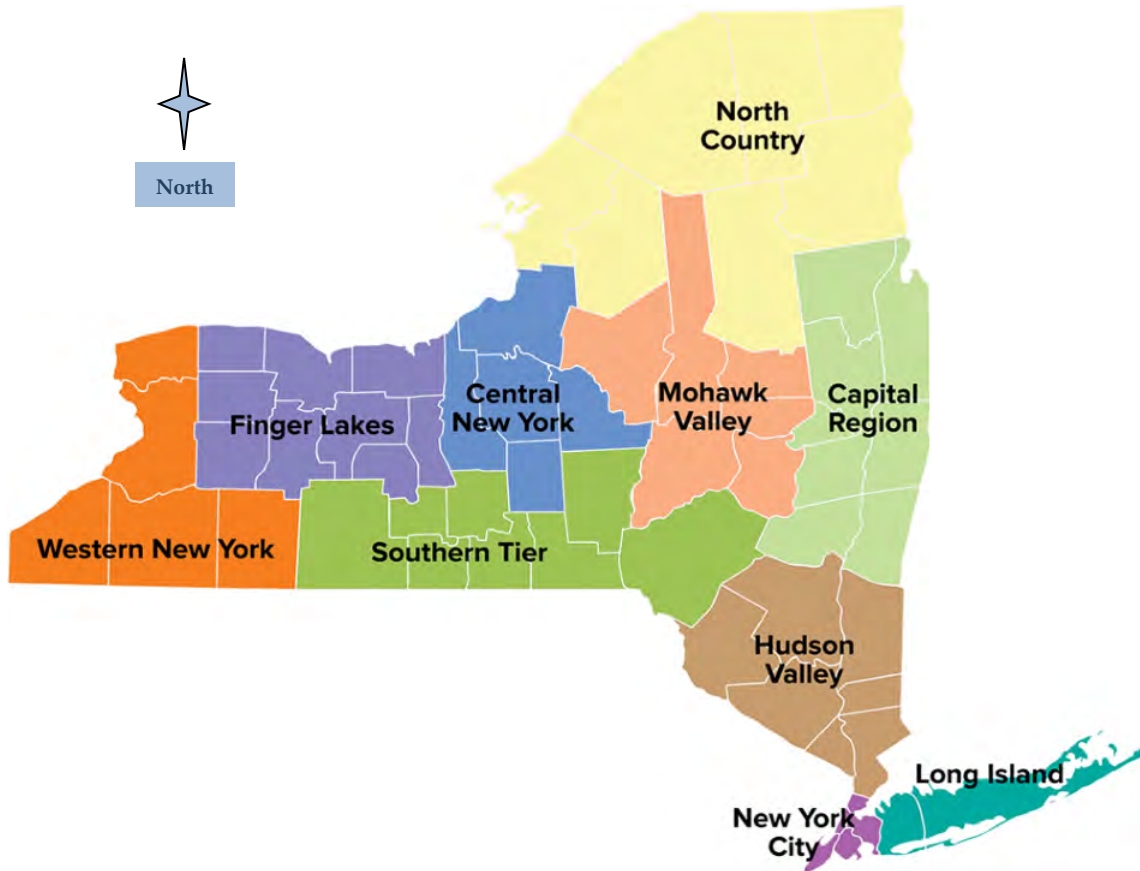 North
Country
North
Central
New York
Mohawk
Valley
Capital
Region
Finger Lakes
Western New York
Southern Tier
Hudson
Valley
Long Island
New York
City